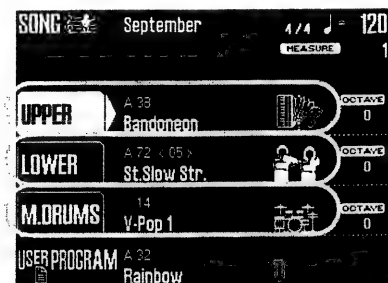 SONG September 4/4 ♩= 120
MEASURE 1
UPPER A 38 Bandoneon OCTAVE 0
LOWER A 72 < 05 > St.Slow Str. OCTAVE 0
M.DRUMS 14 V-Pop 1 OCTAVE 0
USER PROGRAM A 32 Rainbow